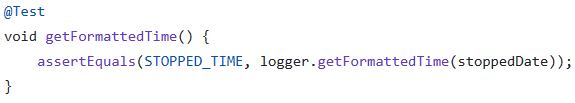 @Test
void getFormattedTime() {
    assertEquals(STOPPED_TIME, logger.getFormattedTime(stoppedDate));
}